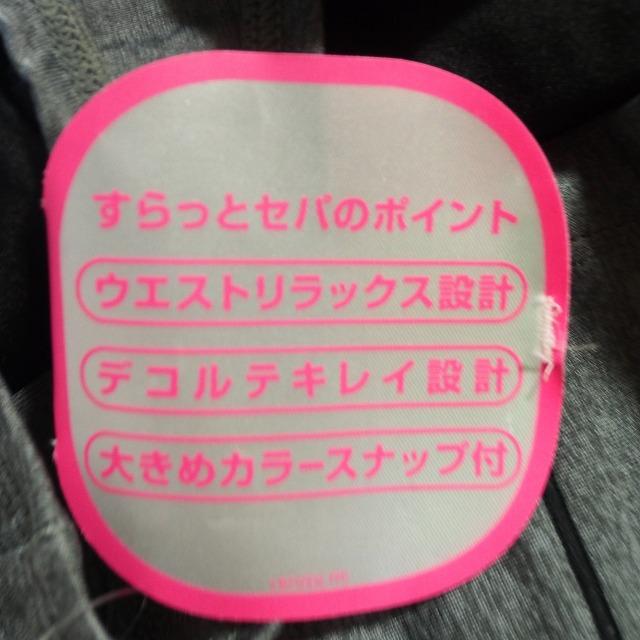 すらっとセパのポイント
ウエストリラックス設計
デコルテキレイ設計
大きめカラースナップ付